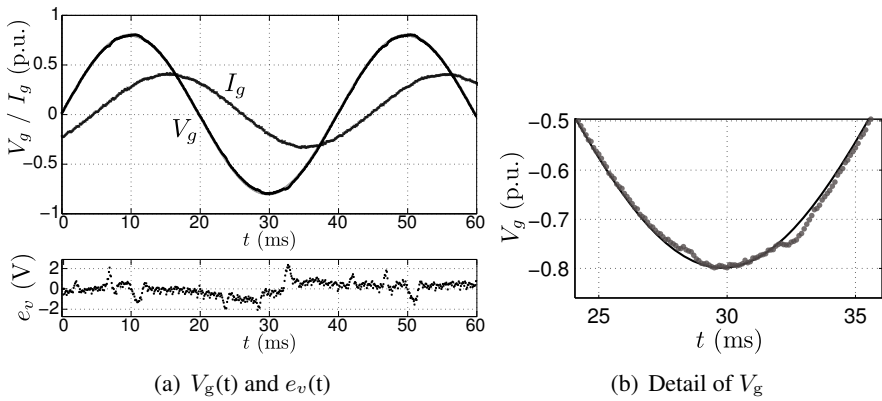 1
0.5
0
−0.5
−1
V_g / I_g (p.u.)
I_g
V_g
0 10 20 30 40 50 60
t (ms)
2
0
−2
e_v (V)
0 10 20 30 40 50 60
t (ms)
(a) V_g(t) and e_v(t)
−0.5
−0.6
−0.7
−0.8
V_g (p.u.)
25 30 35
t (ms)
(b) Detail of V_g